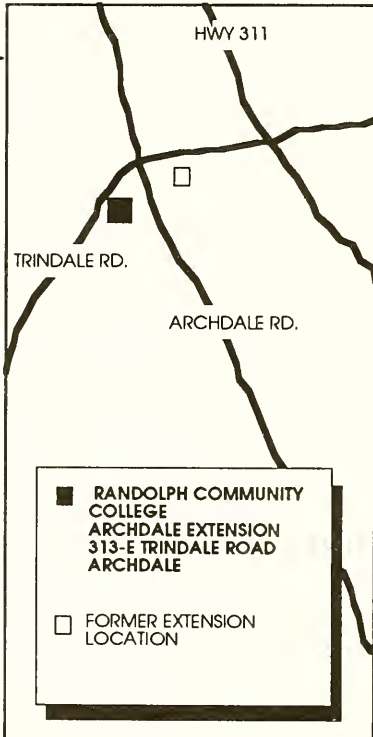 HWY 311
TRINDALE RD.
ARCHDALE RD.
RANDOLPH COMMUNITY
COLLEGE
ARCHDALE EXTENSION
313-E TRINDALE ROAD
ARCHDALE
FORMER EXTENSION
LOCATION